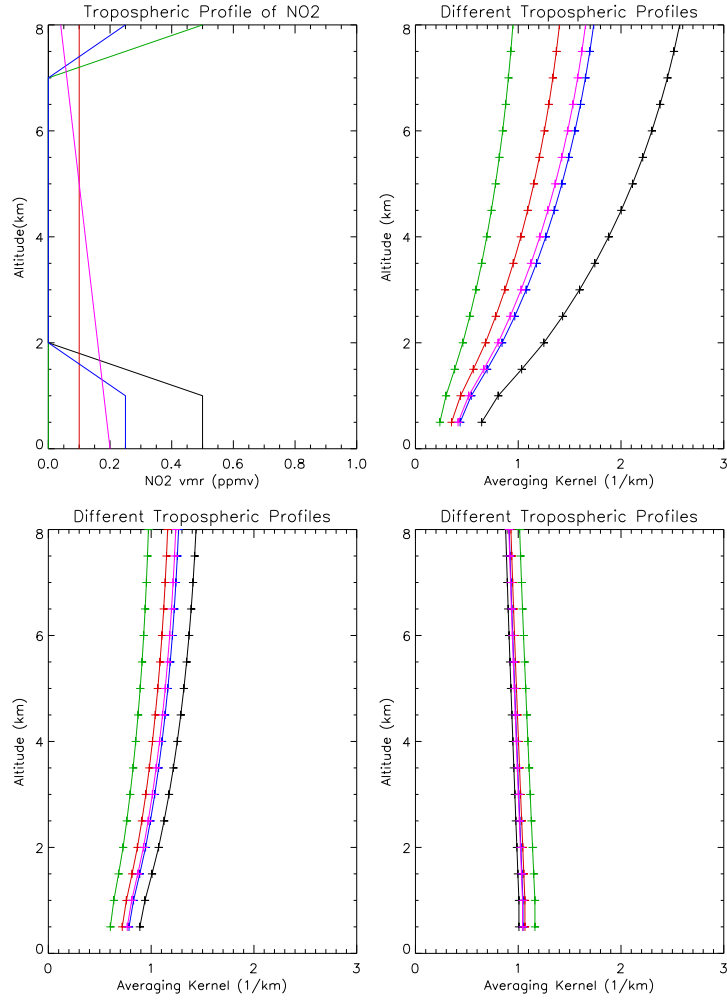 Tropospheric Profile of NO2
8
6
4
2
0
Altitude(km)
0.0 0.2 0.4 0.6 0.8 1.0
NO2 vmr (ppmv)
Different Tropospheric Profiles
8
6
4
2
0
Altitude (km)
0 1 2 3
Averaging Kernel (1/km)
Different Tropospheric Profiles
8
6
4
2
0
Altitude (km)
0 1 2 3
Averaging Kernel (1/km)
Different Tropospheric Profiles
8
6
4
2
0
Altitude (km)
0 1 2 3
Averaging Kernel (1/km)